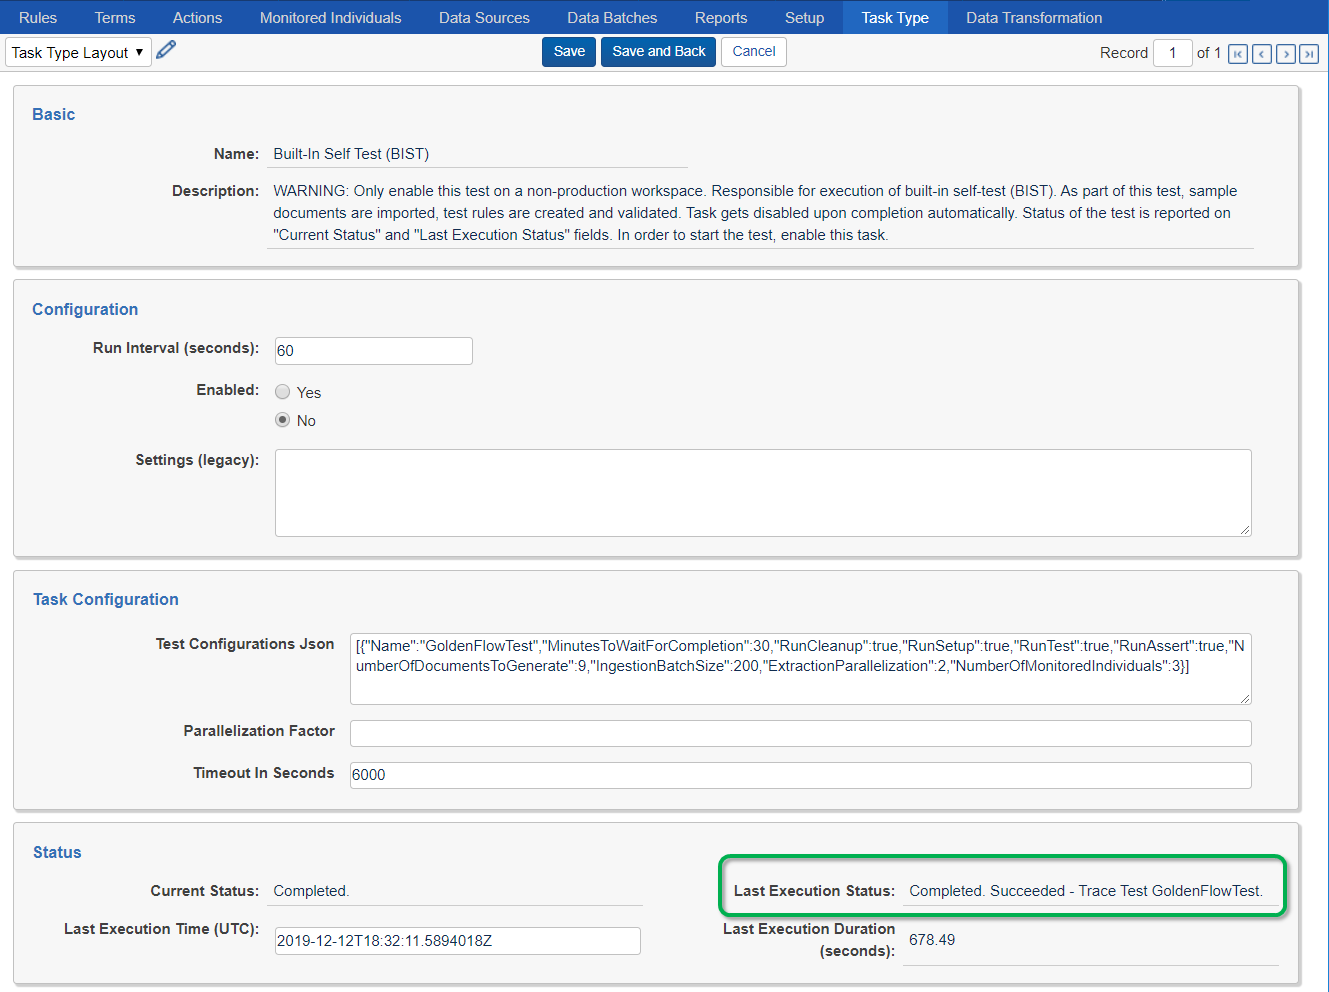 Rules Terms Actions Monitored Individuals Data Sources Data Batches Reports Setup Task Type Data Transformation
Task Type Layout Save Save and Back Cancel Record 1 of 1
Basic
Name: Built-In Self Test (BIST)
Description: WARNING: Only enable this test on a non-production workspace. Responsible for execution of built-in self-test (BIST). As part of this test, sample
documents are imported, test rules are created and validated. Task gets disabled upon completion automatically. Status of the test is reported on
"Current Status" and "Last Execution Status" fields. In order to start the test, enable this task.
Configuration
Run Interval (seconds): 60
Enabled: Yes
No
Settings (legacy):
Task Configuration
Test Configurations Json [{"Name":"GoldenFlowTest","MinutesToWaitForCompletion":30,"RunCleanup":true,"RunSetup":true,"RunTest":true,"RunAssert":true,"N
umberOfDocumentsToGenerate":9,"IngestionBatchSize":200,"ExtractionParallelization":2,"NumberOfMonitoredIndividuals":3}]
Parallelization Factor
Timeout In Seconds 6000
Status
Current Status: Completed. Last Execution Status: Completed. Succeeded - Trace Test GoldenFlowTest.
Last Execution Time (UTC): 2019-12-12T18:32:11.5894018Z
Last Execution Duration
(seconds): 678.49